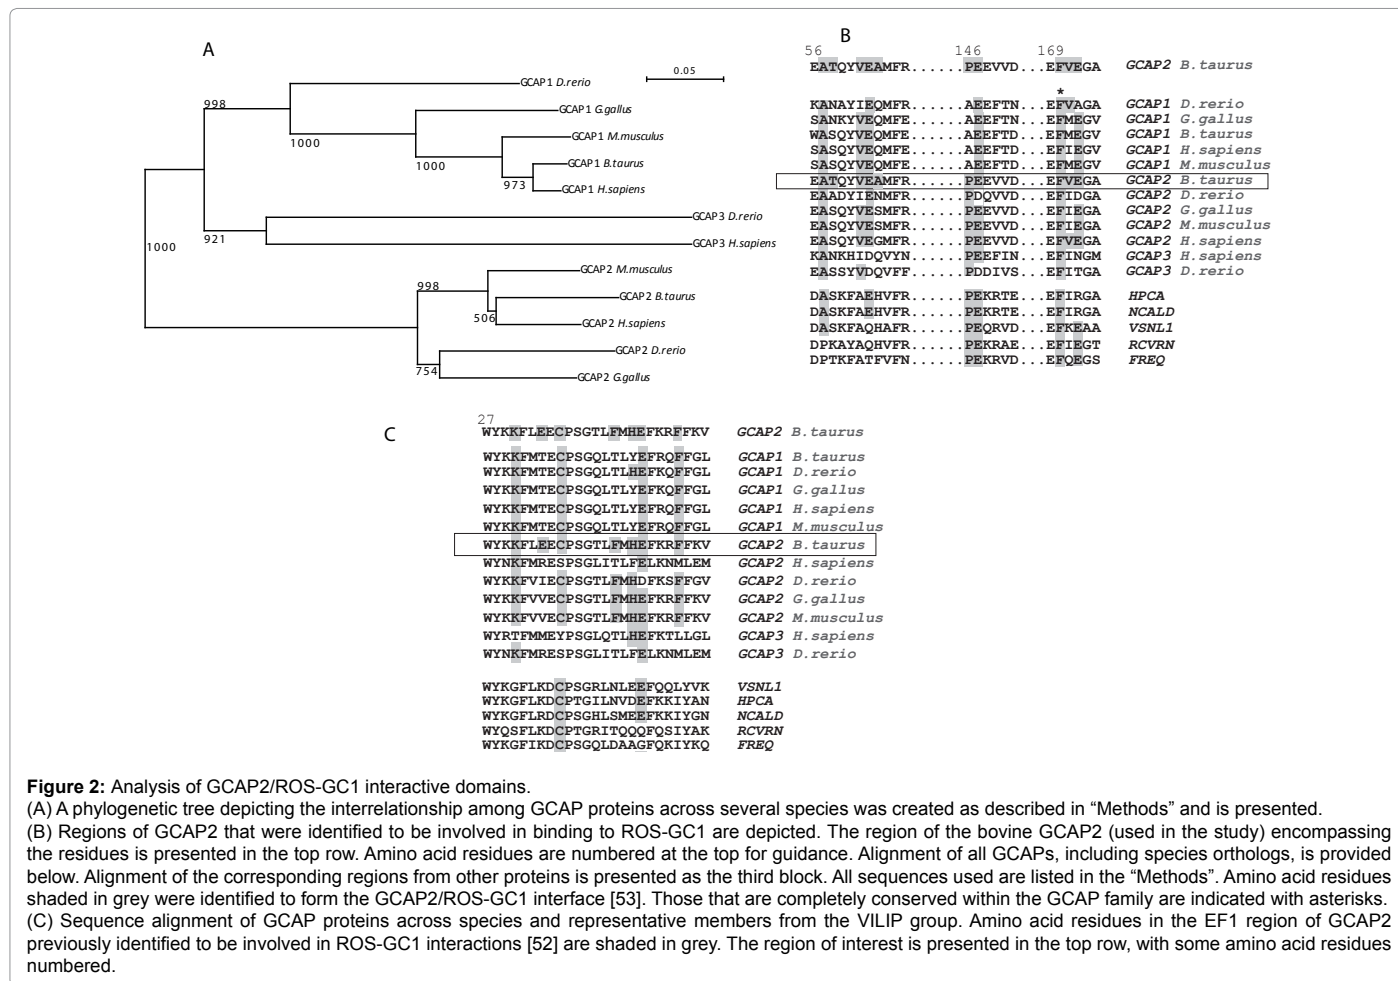 A
0.05
GCAP1 D.rerio
998
GCAP1 G.gallus
GCAP1 M.musculus
1000
1000
GCAP1 B.taurus
973
GCAP1 H.sapiens
GCAP3 D.rerio
1000
921
GCAP3 H.sapiens
GCAP2 M.musculus
998
GCAP2 B.taurus
506
GCAP2 H.sapiens
GCAP2 D.rerio
754
GCAP2 G.gallus
B
56 146 169
EATQYVEAMFR......PEEVVD...EFVEGA GCAP2 B.taurus
*
KANAYIEQMFR......AEEFTN...EFVAGA GCAP1 D.rerio
SANKYVEQMFE......AEEFTN...EFMEGV GCAP1 G.gallus
WASQYVEQMFE......AEEFTD...EFMEGV GCAP1 B.taurus
SASQYVEQMFE......AEEFTD...EFIEGV GCAP1 H.sapiens
SASQYVEQMFE......AEEFTN...EFMEGV GCAP1 M.musculus
EATQYVEAMFR......PEEVVD...EFVEGA GCAP2 B.taurus
EAADYIENMFR......PDQVVD...EFIDGA GCAP2 D.rerio
EASQYVESMFR......PEEVVD...EFIEGA GCAP2 G.gallus
EASQYVEAMFR......PEEVVD...EFIEGA GCAP2 M.musculus
EASQYVEGMFR......PEEVVD...EFVEGA GCAP2 H.sapiens
KANKHIDQVYN......PEEFIN...EFINGM GCAP3 H.sapiens
EASSYVDQVFF......PDDIVS...EFITGA GCAP3 D.rerio
DASKFAEHVFR......PEKRTE...EFIRGA HPCA
DASKFAEHVFR......PEKRTE...EFIRGA NCALD
DASKFAQHAFR......PEQRVD...EFKEAA VSNL1
DPKAYAQHVFR......PEKRAE...EFIEGT RCVRN
DPTKFATFVFN......PEKRVD...EFQEGS FREQ
C
27
WYKKFLEECPSGTLFMHEFKRFFKV GCAP2 B.taurus
WYKKFMTECPSGQLTLYEFRQFFGL GCAP1 B.taurus
WYKKFMTECPSGQLTLHEFKQFFGL GCAP1 D.rerio
WYKKFMTECPSGQLTLYEFKQFFGL GCAP1 G.gallus
WYKKFMTECPSGQLTLYEFRQFFGL GCAP1 H.sapiens
WYKKFMTECPSGQLTLYEFRQFFGL GCAP1 M.musculus
WYKKFLEECPSGTLFMHEFKRFFKV GCAP2 B.taurus
WYNKFMRESPSGLITLFELKNMLEM GCAP2 H.sapiens
WYKKFVIECPSGTLFMHDFKSFFGV GCAP2 D.rerio
WYKKFVVECPSGTLFMHEFKRFFKV GCAP2 G.gallus
WYKKFVVECPSGTLFMHEFKRFFKV GCAP2 M.musculus
WYRTFMMEYPSGLQTLHEFKTLLGL GCAP3 H.sapiens
WYNKFMRESPSGLITLFELKNMLEM GCAP3 D.rerio
WYKGFLKDCPSGRLNLEEFQQLYVK VSNL1
WYKGFLKDCPTGILNVDEFKKIYAN HPCA
WYKGFLRDCPSGHLSMEEFKKIYGN NCALD
WYQSFLKDCPTGRITQQQFQSIYAK RCVRN
WYKGFIKDCPSGQLDAAGFQKIYKQ FREQ
Figure 2: Analysis of GCAP2/ROS-GC1 interactive domains.
(A) A phylogenetic tree depicting the interrelationship among GCAP proteins across several species was created as described in “Methods” and is presented.
(B) Regions of GCAP2 that were identified to be involved in binding to ROS-GC1 are depicted. The region of the bovine GCAP2 (used in the study) encompassing
the residues is presented in the top row. Amino acid residues are numbered at the top for guidance. Alignment of all GCAPs, including species orthologs, is provided
below. Alignment of the corresponding regions from other proteins is presented as the third block. All sequences used are listed in the “Methods”. Amino acid residues
shaded in grey were identified to form the GCAP2/ROS-GC1 interface [53]. Those that are completely conserved within the GCAP family are indicated with asterisks.
(C) Sequence alignment of GCAP proteins across species and representative members from the VILIP group. Amino acid residues in the EF1 region of GCAP2
previously identified to be involved in ROS-GC1 interactions [52] are shaded in grey. The region of interest is presented in the top row, with some amino acid residues
numbered.